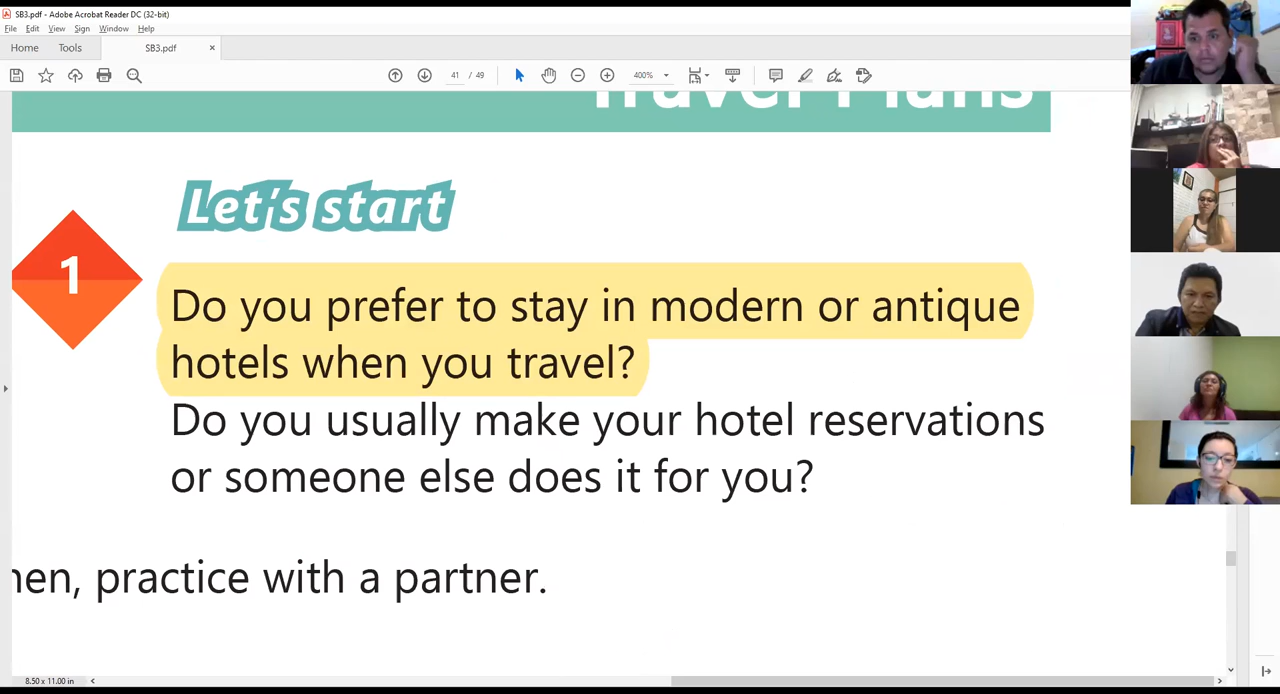 SB3.pdf - Adobe Acrobat Reader DC (32-bit)
File Edit View Sign Window Help
Home Tools SB3.pdf ×
41 / 49 400%
Travel Plans
Let's start
1
Do you prefer to stay in modern or antique
hotels when you travel?
Do you usually make your hotel reservations
or someone else does it for you?
hen, practice with a partner.
8.50 x 11.00 in